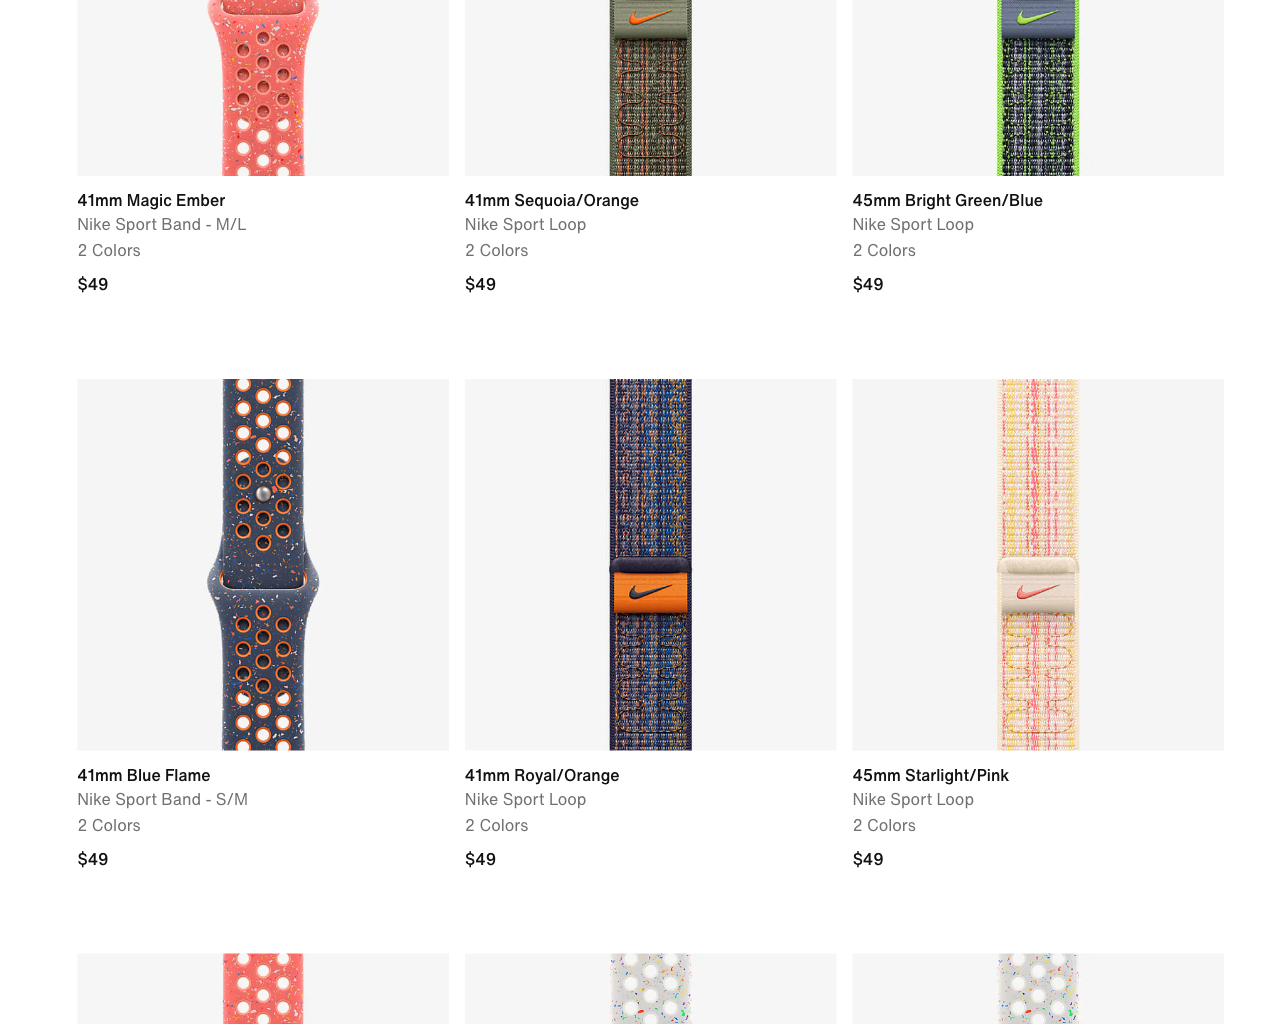 41mm Magic Ember
Nike Sport Band - M/L
2 Colors
$49
41mm Sequoia/Orange
Nike Sport Loop
2 Colors
$49
45mm Bright Green/Blue
Nike Sport Loop
2 Colors
$49
41mm Blue Flame
Nike Sport Band - S/M
2 Colors
$49
41mm Royal/Orange
Nike Sport Loop
2 Colors
$49
45mm Starlight/Pink
Nike Sport Loop
2 Colors
$49